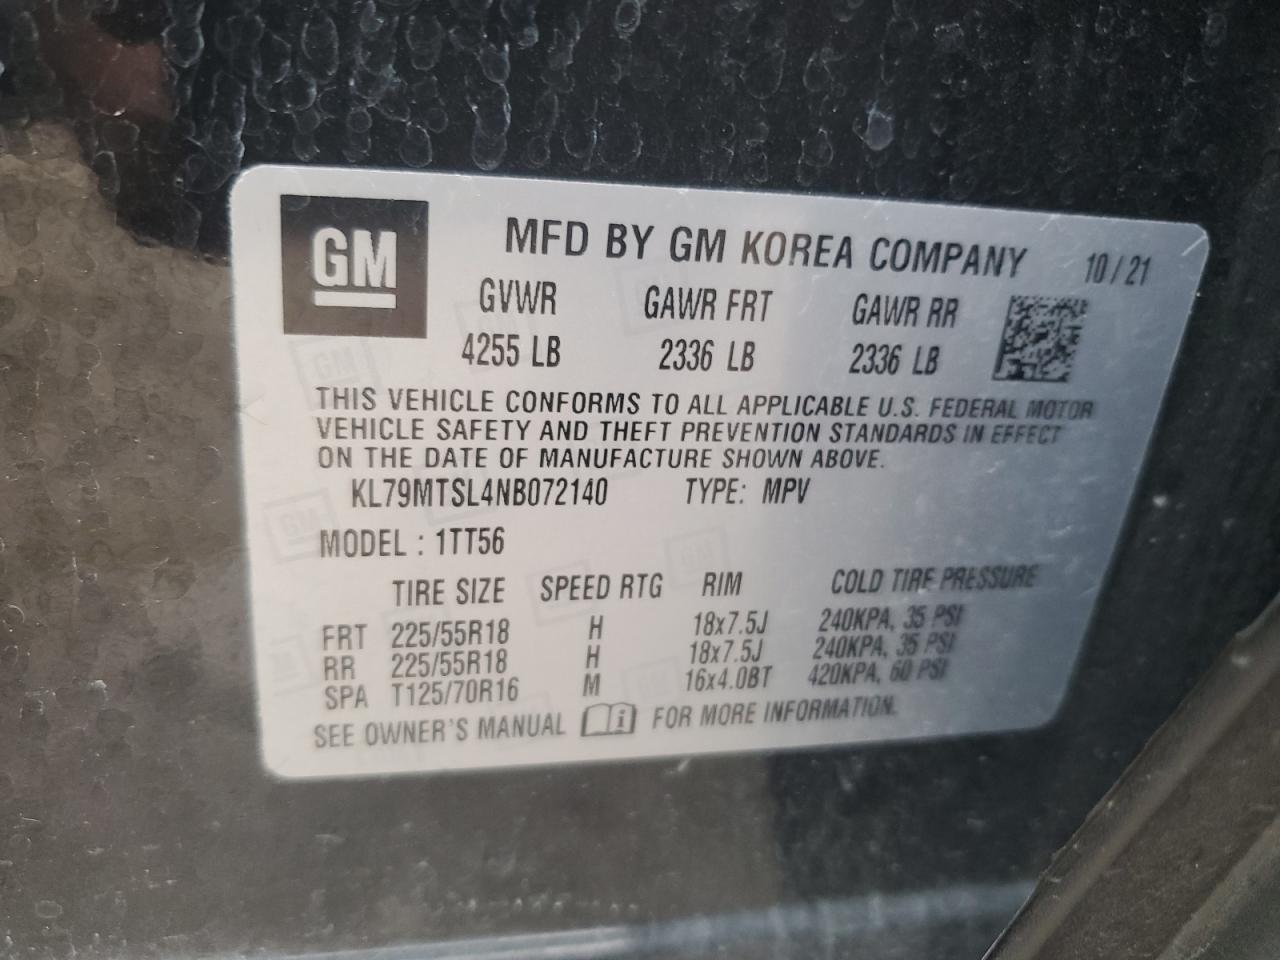 GM
MFD BY GM KOREA COMPANY 10/21
GVWR GAWR FRT GAWR RR
4255 LB 2336 LB 2336 LB
THIS VEHICLE CONFORMS TO ALL APPLICABLE U.S. FEDERAL MOTOR
VEHICLE SAFETY AND THEFT PREVENTION STANDARDS IN EFFECT
ON THE DATE OF MANUFACTURE SHOWN ABOVE.
KL79MTSL4NB072140 TYPE: MPV
MODEL : 1TT56
TIRE SIZE SPEED RTG RIM COLD TIRE PRESSURE
FRT 225/55R18 H 18x7.5J 240KPA, 35 PSI
RR 225/55R18 H 18x7.5J 240KPA, 35 PSI
SPA T125/70R16 M 16x4.0BT 420KPA, 60 PSI
SEE OWNER'S MANUAL i FOR MORE INFORMATION.